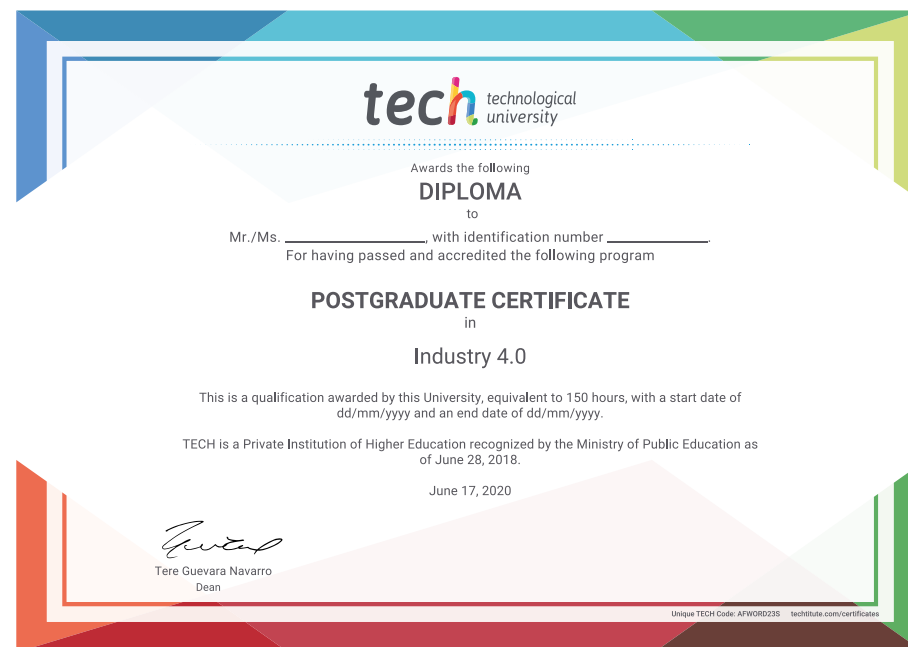 tech technological
university
Awards the following
DIPLOMA
to
Mr./Ms. ____________________, with identification number ______________.
For having passed and accredited the following program
POSTGRADUATE CERTIFICATE
in
Industry 4.0
This is a qualification awarded by this University, equivalent to 150 hours, with a start date of
dd/mm/yyyy and an end date of dd/mm/yyyy.
TECH is a Private Institution of Higher Education recognized by the Ministry of Public Education as
of June 28, 2018.
June 17, 2020
Tere Guevara Navarro
Dean
Unique TECH Code: AFWORD23S techtitute.com/certificates